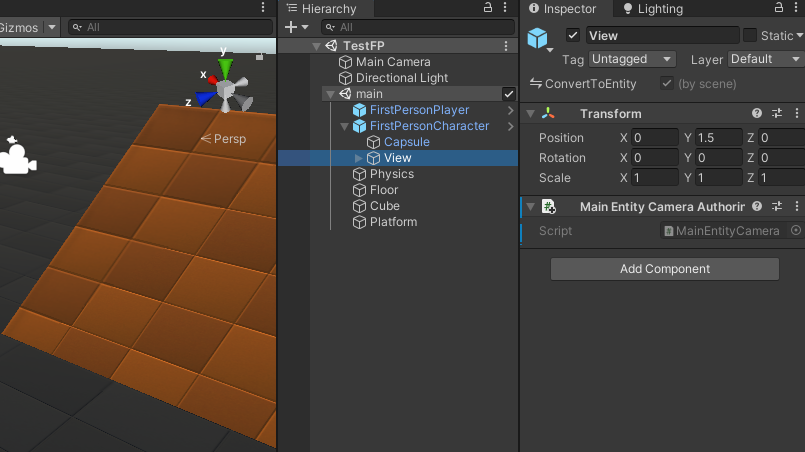 Gizmos
All
y
x
z
Persp
Hierarchy
All
TestFP
Main Camera
Directional Light
main
FirstPersonPlayer
FirstPersonCharacter
Capsule
View
Physics
Floor
Cube
Platform
Inspector
Lighting
View
Static
Tag Untagged Layer Default
ConvertToEntity (by scene)
Transform
Position X 0 Y 1.5 Z 0
Rotation X 0 Y 0 Z 0
Scale X 1 Y 1 Z 1
# Main Entity Camera Authorin
Script # MainEntityCamera
Add Component